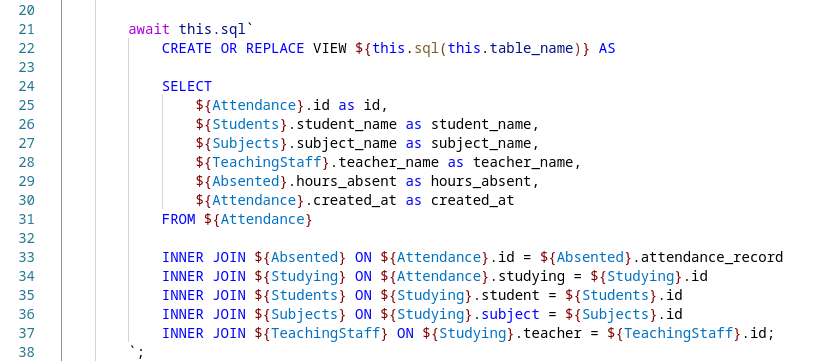 20
21 await this.sql`
22 CREATE OR REPLACE VIEW ${this.sql(this.table_name)} AS
23
24 SELECT
25 ${Attendance}.id as id,
26 ${Students}.student_name as student_name,
27 ${Subjects}.subject_name as subject_name,
28 ${TeachingStaff}.teacher_name as teacher_name,
29 ${Absented}.hours_absent as hours_absent,
30 ${Attendance}.created_at as created_at
31 FROM ${Attendance}
32
33 INNER JOIN ${Absented} ON ${Attendance}.id = ${Absented}.attendance_record
34 INNER JOIN ${Studying} ON ${Attendance}.studying = ${Studying}.id
35 INNER JOIN ${Students} ON ${Studying}.student = ${Students}.id
36 INNER JOIN ${Subjects} ON ${Studying}.subject = ${Subjects}.id
37 INNER JOIN ${TeachingStaff} ON ${Studying}.teacher = ${TeachingStaff}.id;
38 `;